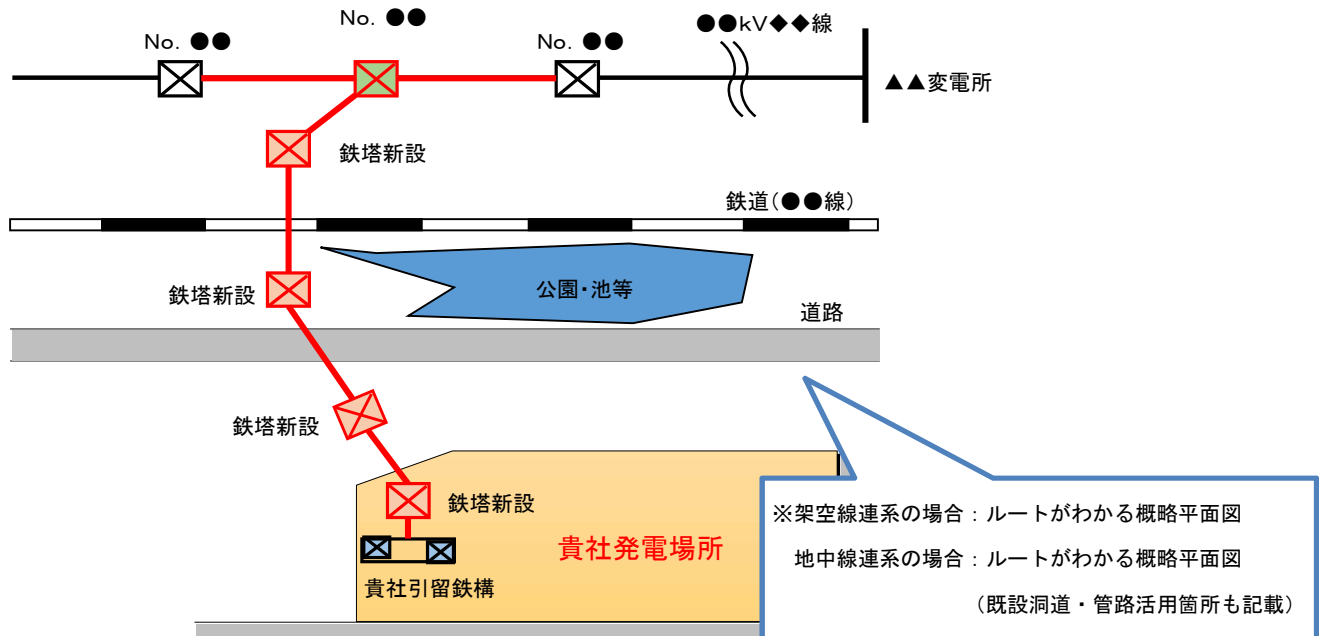 No. ●●
No. ●●
No. ●●
●●kV◆◆線
▲▲変電所
鉄塔新設
鉄道(●●線)
鉄塔新設
公園・池等
道路
鉄塔新設
鉄塔新設
貴社発電場所
貴社引留鉄構
※架空線連系の場合：ルートがわかる概略平面図
地中線連系の場合：ルートがわかる概略平面図
（既設洞道・管路活用箇所も記載）